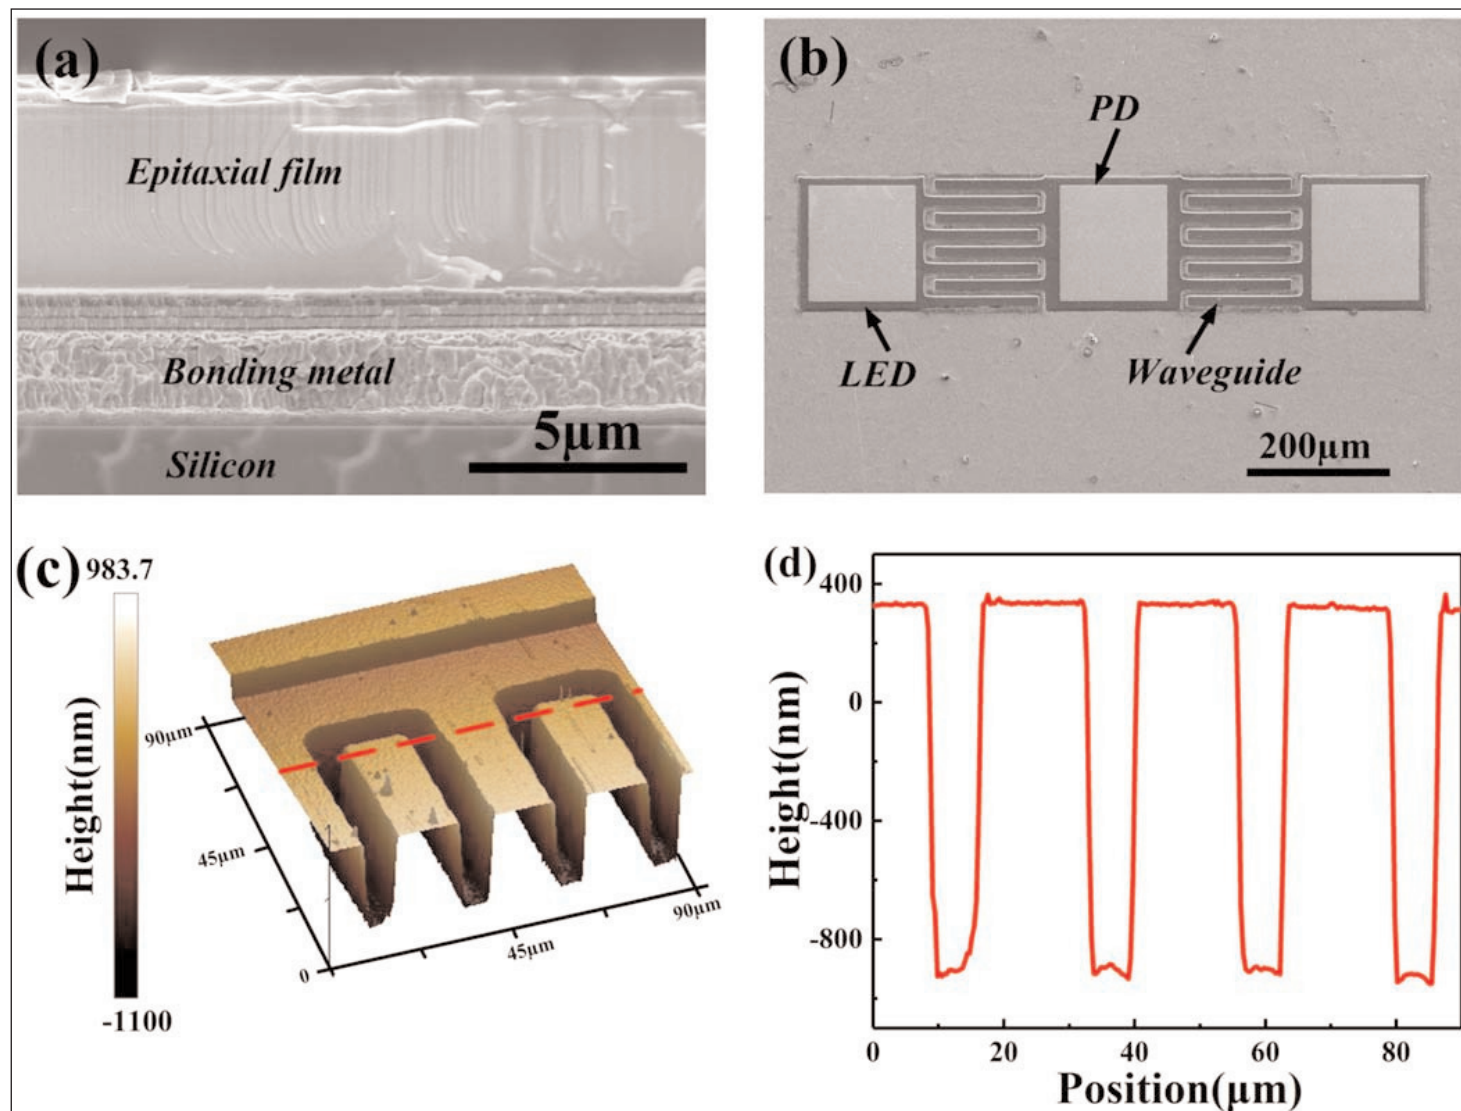 (a)
Epitaxial film
Bonding metal
5μm
Silicon
(b)
PD
LED
Waveguide
200μm
(c)
983.7
Height(nm)
-1100
90μm
45μm
0
45μm
90μm
(d)
400
0
-400
-800
Height(nm)
0 20 40 60 80
Position(μm)